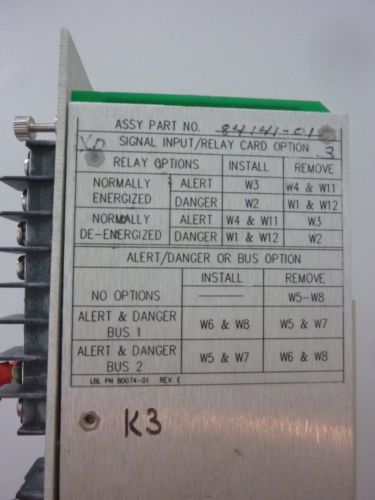 ASSY PART NO. 84141-01
SIGNAL INPUT/RELAY CARD OPTION
XD 3
RELAY OPTIONS INSTALL REMOVE
NORMALLY ENERGIZED ALERT W3 W4 & W11
DANGER W2 W1 & W12
NORMALLY DE-ENERGIZED ALERT W4 & W11 W3
DANGER W1 & W12 W2
ALERT/DANGER OR BUS OPTION
INSTALL REMOVE
NO OPTIONS —— W5-W8
ALERT & DANGER BUS 1 W6 & W8 W5 & W7
ALERT & DANGER BUS 2 W5 & W7 W6 & W8
LBL PN 80074-01 REV. E
K3